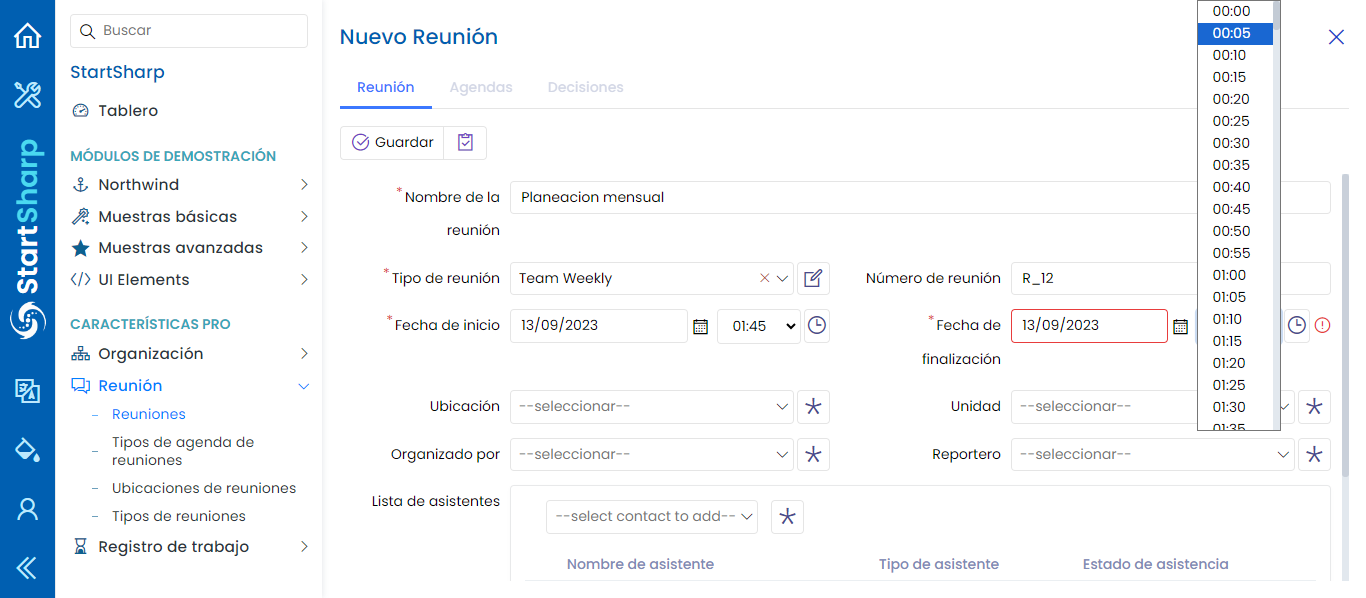 StartSharp
Buscar
StartSharp
Tablero
MÓDULOS DE DEMOSTRACIÓN
Northwind
Muestras básicas
Muestras avanzadas
UI Elements
CARACTERÍSTICAS PRO
Organización
Reunión
Reuniones
Tipos de agenda de
reuniones
Ubicaciones de reuniones
Tipos de reuniones
Registro de trabajo
Nuevo Reunión
Reunión Agendas Decisiones
Guardar
*Nombre de la
reunión
Planeacion mensual
*Tipo de reunión Team Weekly
Número de reunión R_12
*Fecha de inicio 13/09/2023 01:45
*Fecha de
finalización
13/09/2023
Ubicación --seleccionar--
Unidad --seleccionar--
Organizado por --seleccionar--
Reportero --seleccionar--
Lista de asistentes
--select contact to add--
Nombre de asistente Tipo de asistente Estado de asistencia
00:00
00:05
00:10
00:15
00:20
00:25
00:30
00:35
00:40
00:45
00:50
00:55
01:00
01:05
01:10
01:15
01:20
01:25
01:30
01:35